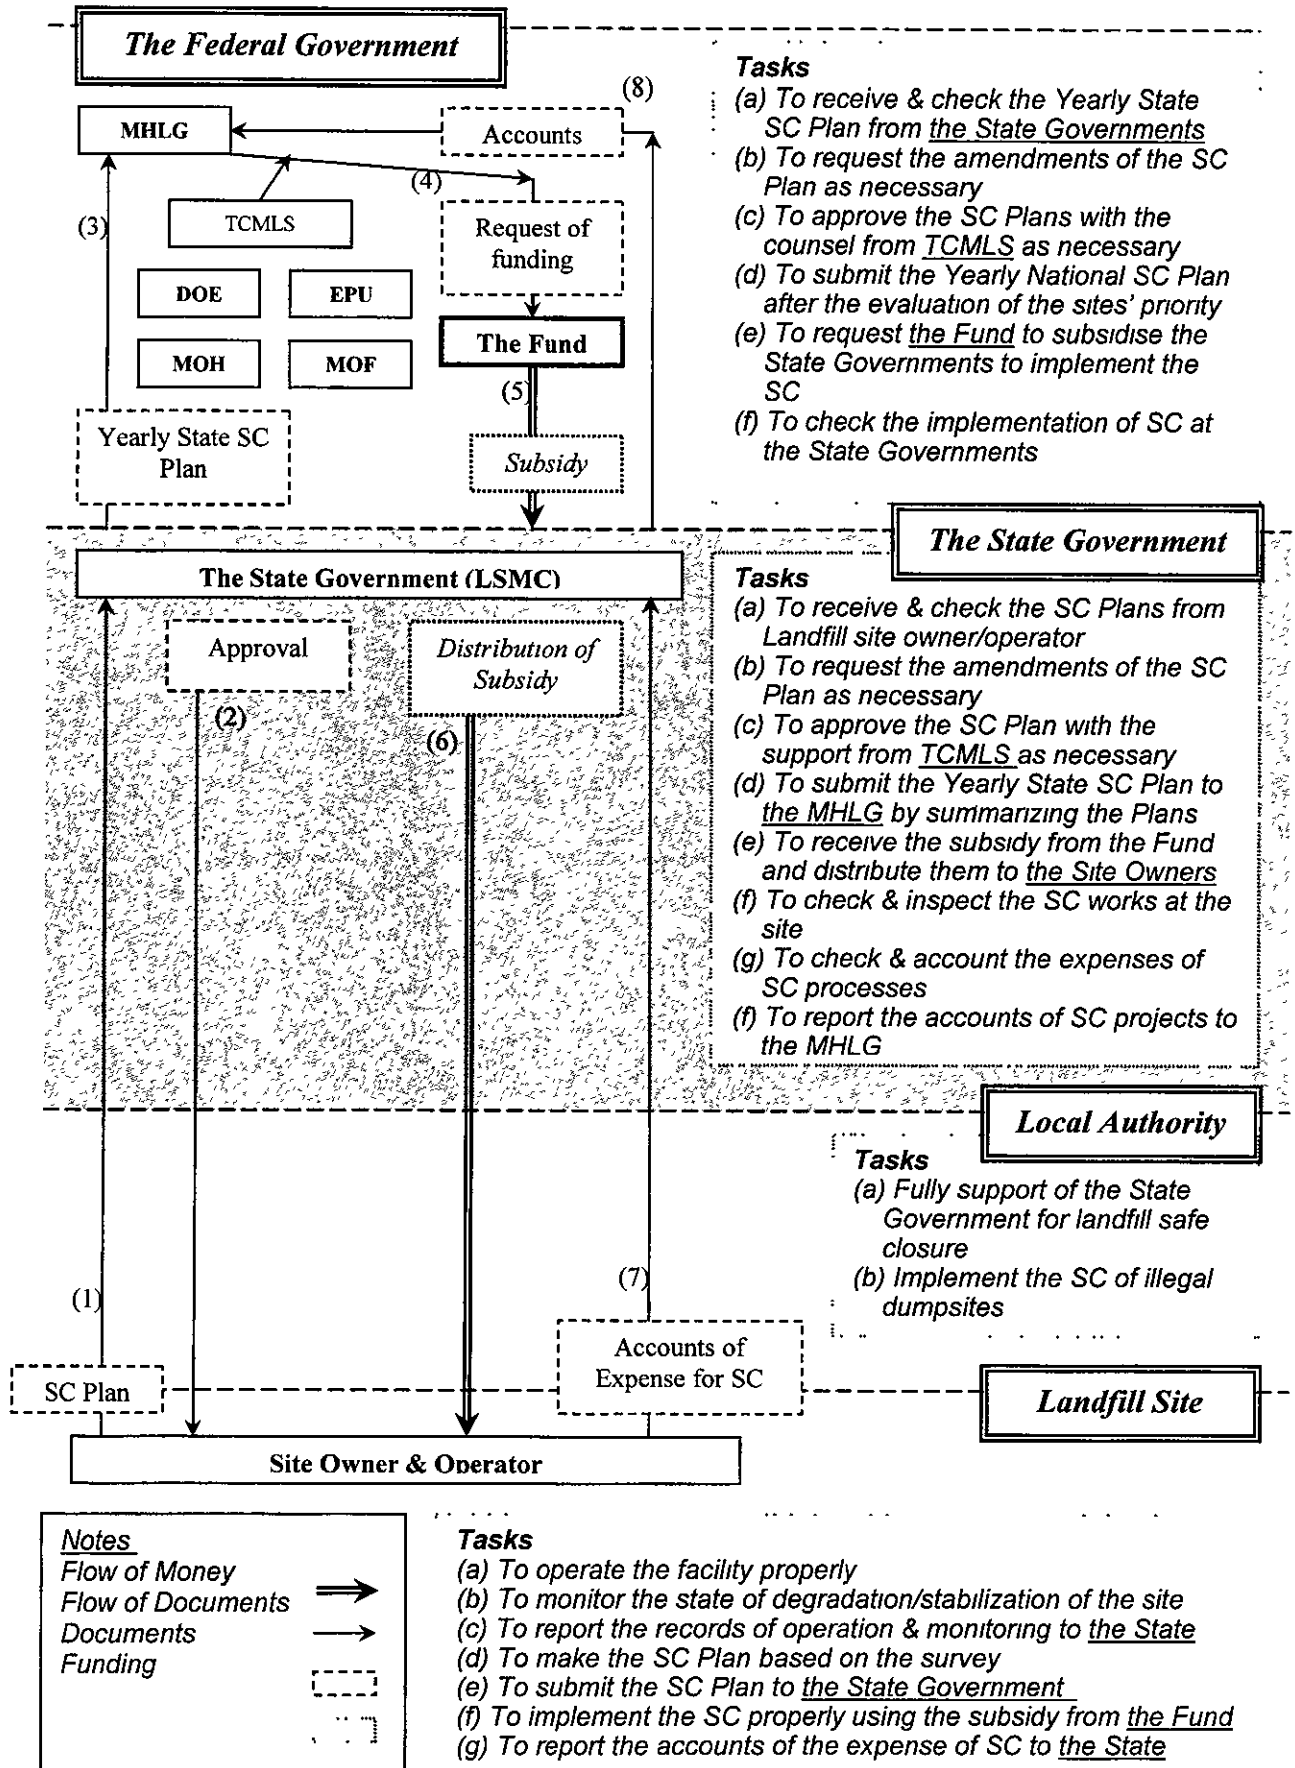 The Federal Government
(8)
MHLG
Accounts
(4)
(3)
TCMLS
Request of
funding
DOE
EPU
The Fund
MOH
MOF
(5)
Yearly State SC
Plan
Subsidy
Tasks
(a) To receive & check the Yearly State
SC Plan from the State Governments
(b) To request the amendments of the SC
Plan as necessary
(c) To approve the SC Plans with the
counsel from TCMLS as necessary
(d) To submit the Yearly National SC Plan
after the evaluation of the sites' priority
(e) To request the Fund to subsidise the
State Governments to implement the
SC
(f) To check the implementation of SC at
the State Governments
The State Government
The State Government (LSMC)
Approval
(2)
Distribution of
Subsidy
(6)
Tasks
(a) To receive & check the SC Plans from
Landfill site owner/operator
(b) To request the amendments of the SC
Plan as necessary
(c) To approve the SC Plan with the
support from TCMLS as necessary
(d) To submit the Yearly State SC Plan to
the MHLG by summarizing the Plans
(e) To receive the subsidy from the Fund
and distribute them to the Site Owners
(f) To check & inspect the SC works at the
site
(g) To check & account the expenses of
SC processes
(f) To report the accounts of SC projects to
the MHLG
Local Authority
Tasks
(a) Fully support of the State
Government for landfill safe
closure
(b) Implement the SC of illegal
dumpsites
(1)
(7)
SC Plan
Accounts of
Expense for SC
Landfill Site
Site Owner & Operator
Notes
Flow of Money
Flow of Documents
Documents
Funding
Tasks
(a) To operate the facility properly
(b) To monitor the state of degradation/stabilization of the site
(c) To report the records of operation & monitoring to the State
(d) To make the SC Plan based on the survey
(e) To submit the SC Plan to the State Government
(f) To implement the SC properly using the subsidy from the Fund
(g) To report the accounts of the expense of SC to the State